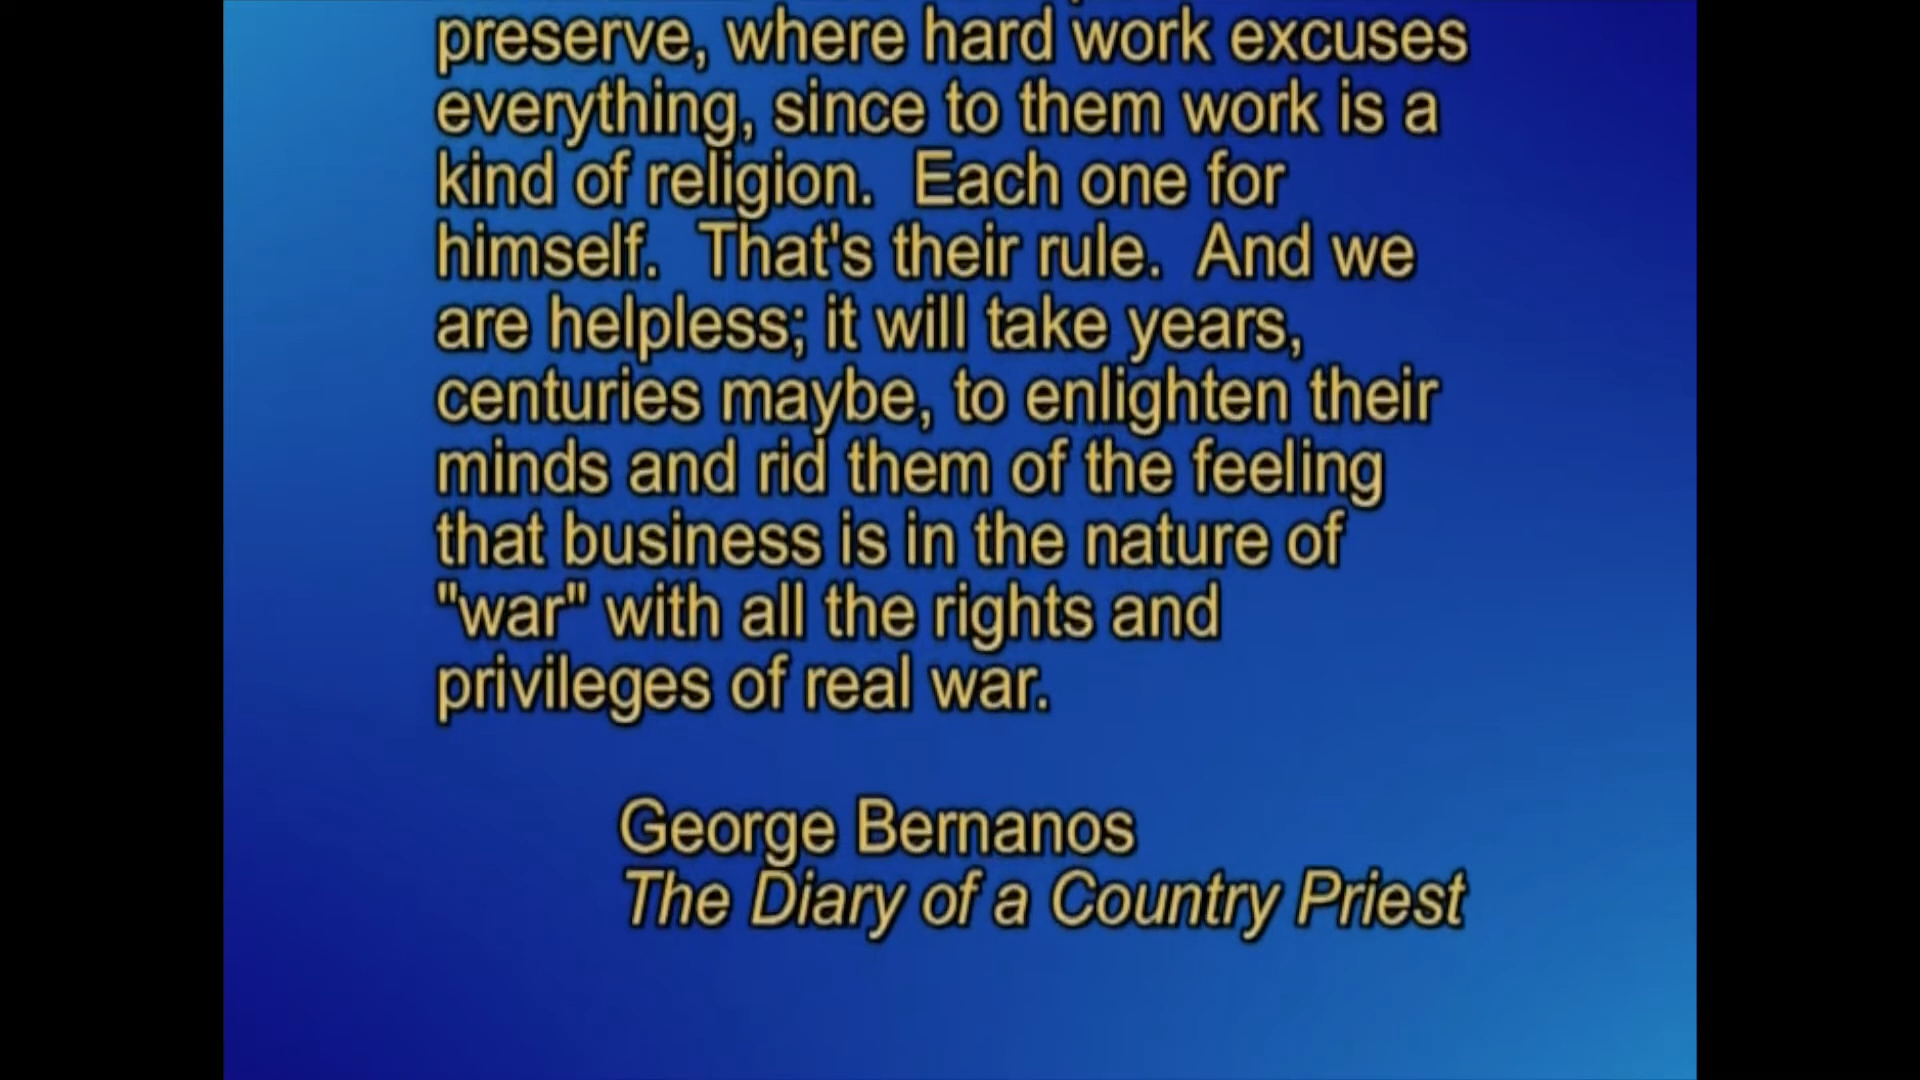 preserve, where hard work excuses
everything, since to them work is a
kind of religion.  Each one for
himself.  That's their rule.  And we
are helpless; it will take years,
centuries maybe, to enlighten their
minds and rid them of the feeling
that business is in the nature of
"war" with all the rights and
privileges of real war.
George Bernanos
The Diary of a Country Priest